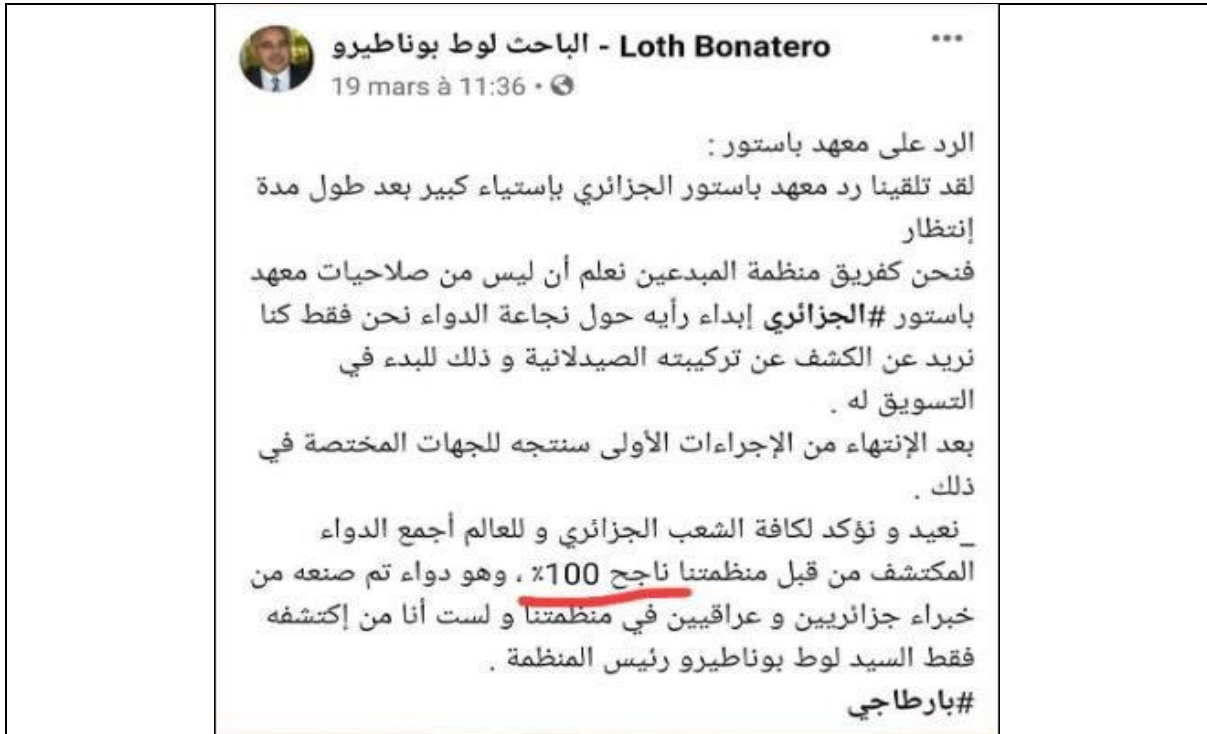 الباحث لوط بوناطيرو - Loth Bonatero
19 mars à 11:36
الرد على معهد باستور :
لقد تلقينا رد معهد باستور الجزائري بإستياء كبير بعد طول مدة
إنتظار
فنحن كفريق منظمة المبدعين نعلم أن ليس من صلاحيات معهد
باستور #الجزائري إبداء رأيه حول نجاعة الدواء نحن فقط كنا
نريد عن الكشف عن تركيبته الصيدلانية و ذلك للبدء في
التسويق له .
بعد الإنتهاء من الإجراءات الأولى سنتجه للجهات المختصة في
ذلك .
_نعيد و نؤكد لكافة الشعب الجزائري و للعالم أجمع الدواء
المكتشف من قبل منظمتنا ناجح 100٪ ، وهو دواء تم صنعه من
خبراء جزائريين و عراقيين في منظمتنا و لست أنا من إكتشفه
فقط السيد لوط بوناطيرو رئيس المنظمة .
#بارطاجي